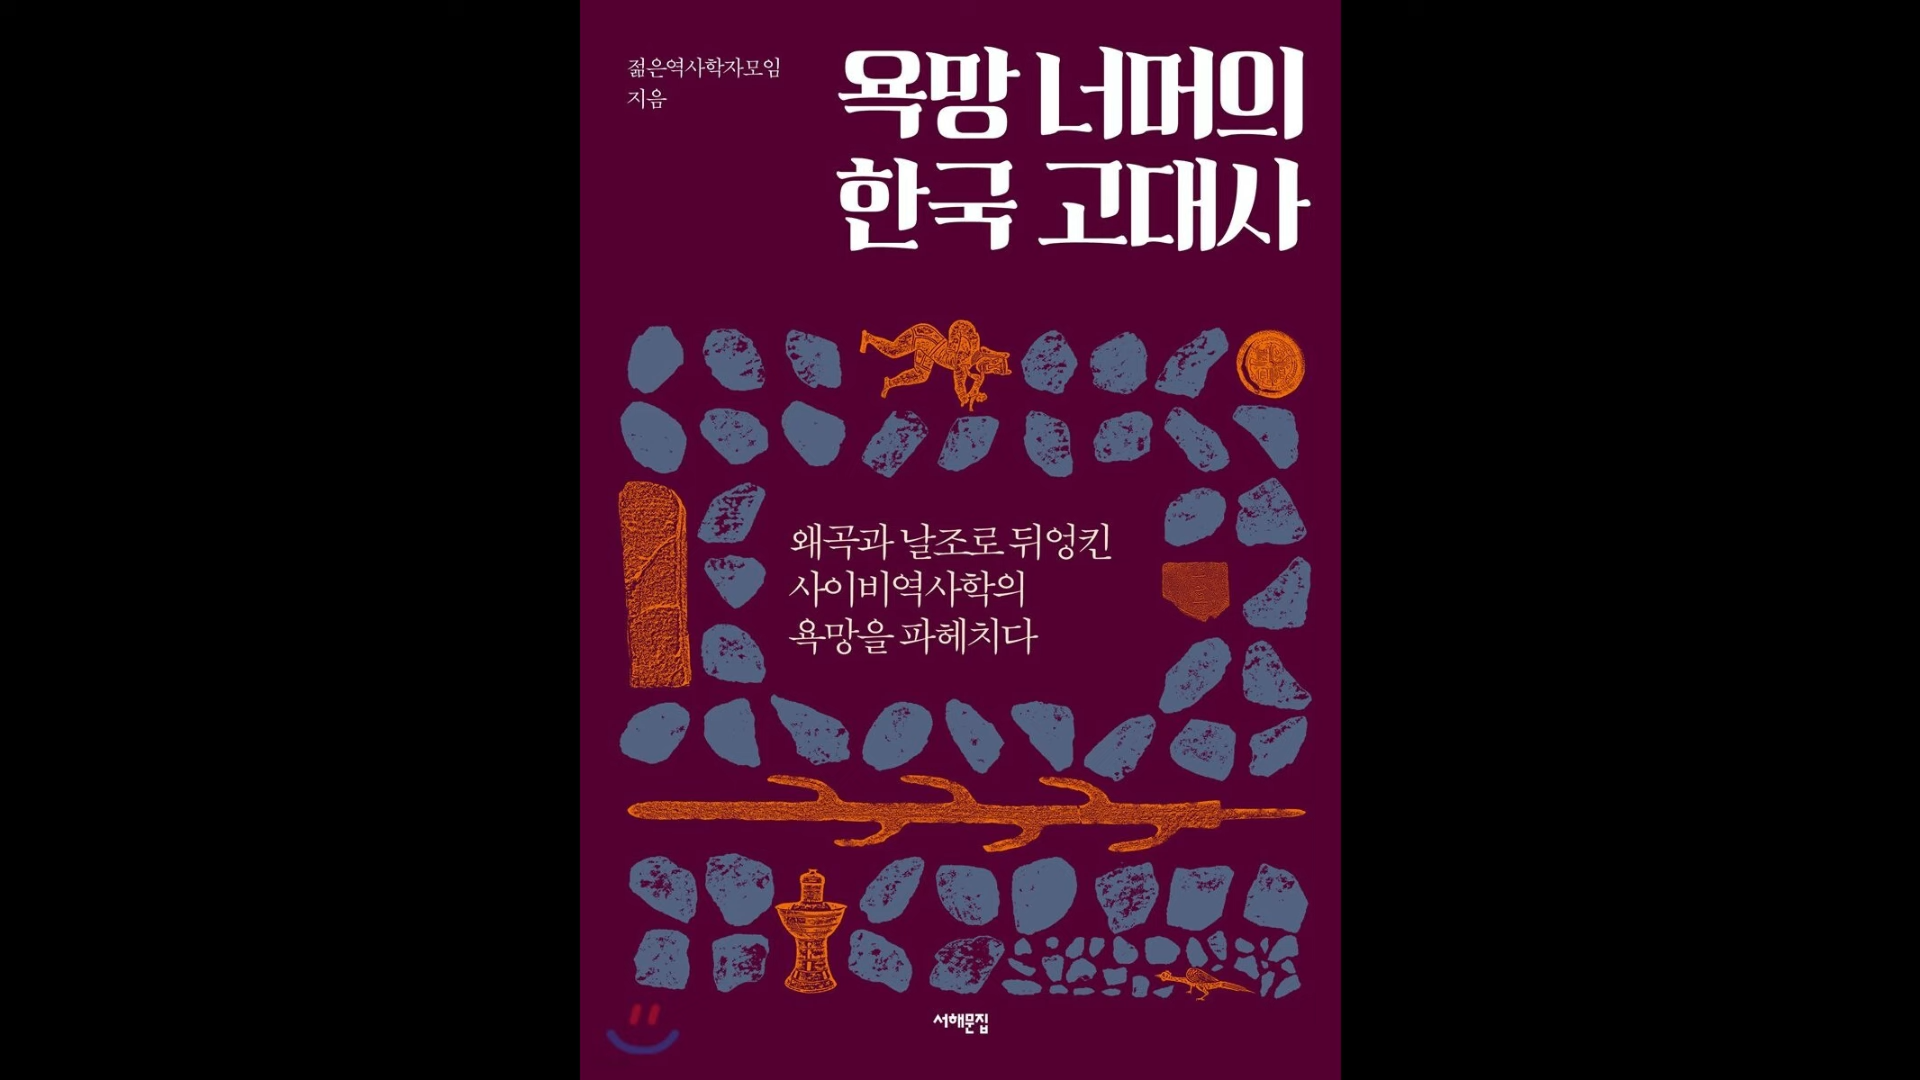 젊은역사학자모임
지음
욕망 너머의
한국 고대사
왜곡과 날조로 뒤엉킨
사이비역사학의
욕망을 파헤치다
서해문집